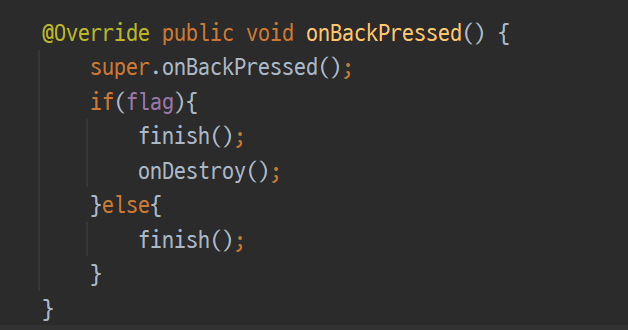 @Override public void onBackPressed() {
super.onBackPressed();
if(flag){
finish();
onDestroy();
}else{
finish();
}
}